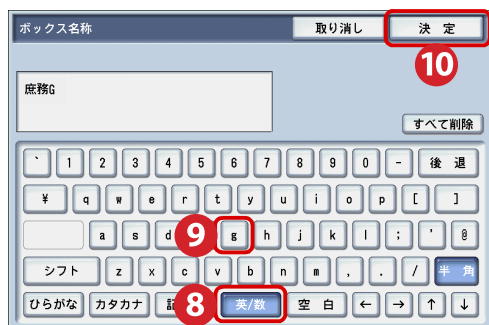 ボックス名称 取り消し 決 定
10
庶務G
すべて削除
` 1 2 3 4 5 6 7 8 9 0 - 後 退
¥ q w e r t y u i o p [ ]
a s d 9 g h j k l ; ' @
シフト z x c v b n m , . / 半 角
ひらがな カタカナ 8 英/数 空 白 ← → ↑ ↓